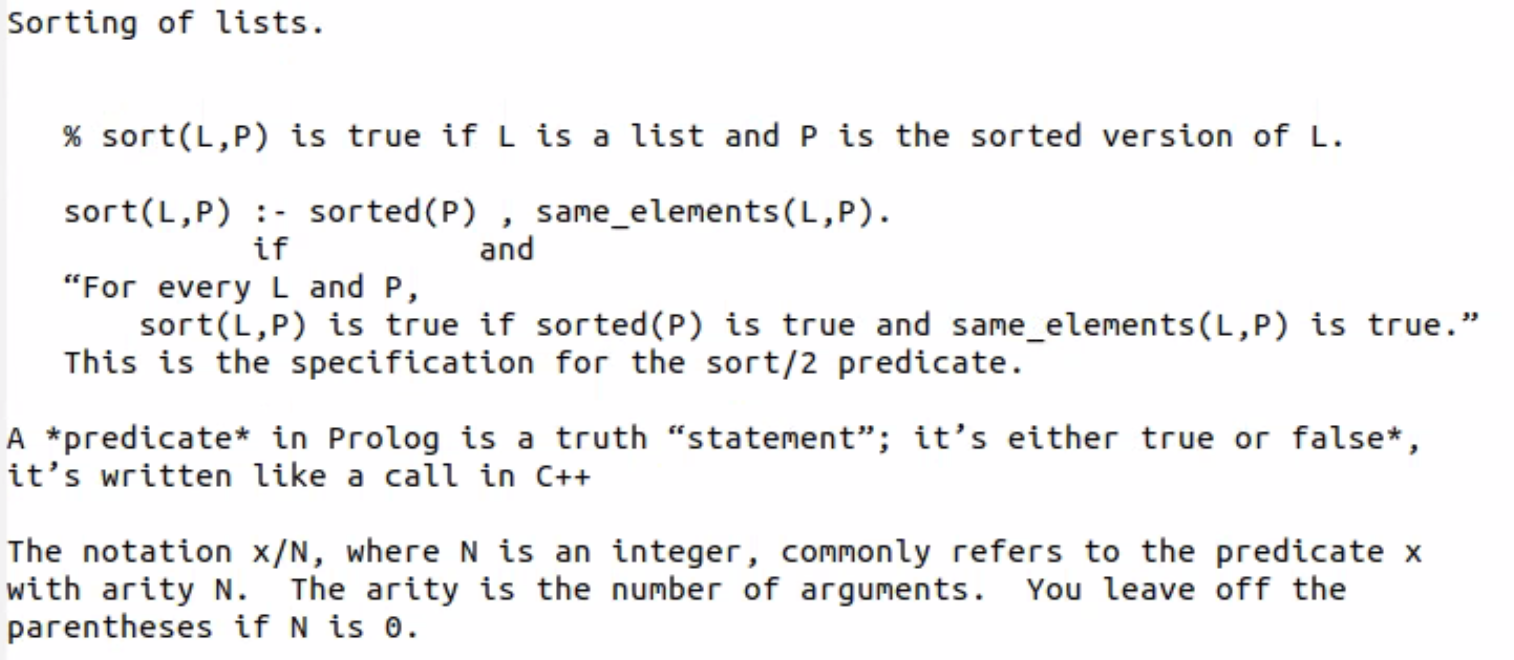 Sorting of lists.
% sort(L,P) is true if L is a list and P is the sorted version of L.
sort(L,P) :- sorted(P) , same_elements(L,P).
if and
“For every L and P,
sort(L,P) is true if sorted(P) is true and same_elements(L,P) is true.”
This is the specification for the sort/2 predicate.
A *predicate* in Prolog is a truth “statement”; it’s either true or false*,
it’s written like a call in C++
The notation x/N, where N is an integer, commonly refers to the predicate x
with arity N.  The arity is the number of arguments.  You leave off the
parentheses if N is 0.